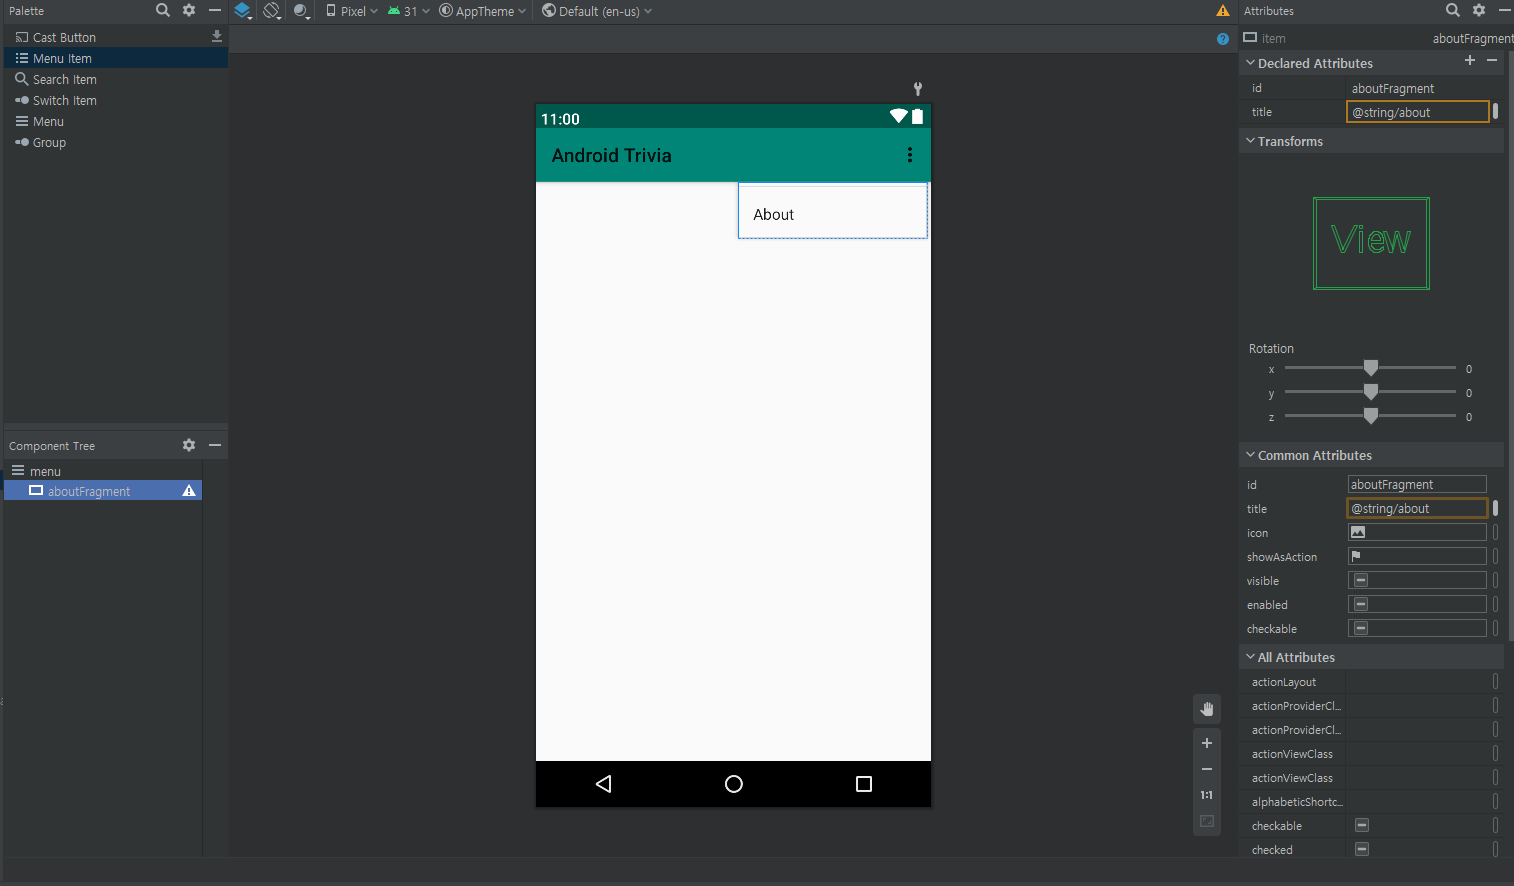 Palette
Pixel
31
AppTheme
Default (en-us)
Attributes
Cast Button
Menu Item
Search Item
Switch Item
Menu
Group
item
aboutFragment
Declared Attributes
id
aboutFragment
title
@string/about
Transforms
View
Rotation
x
0
y
0
z
0
11:00
Android Trivia
About
Component Tree
menu
aboutFragment
Common Attributes
id
aboutFragment
title
@string/about
icon
showAsAction
visible
enabled
checkable
All Attributes
actionLayout
actionProviderCl...
actionProviderCl...
actionViewClass
actionViewClass
alphabeticShortc...
checkable
checked
1:1